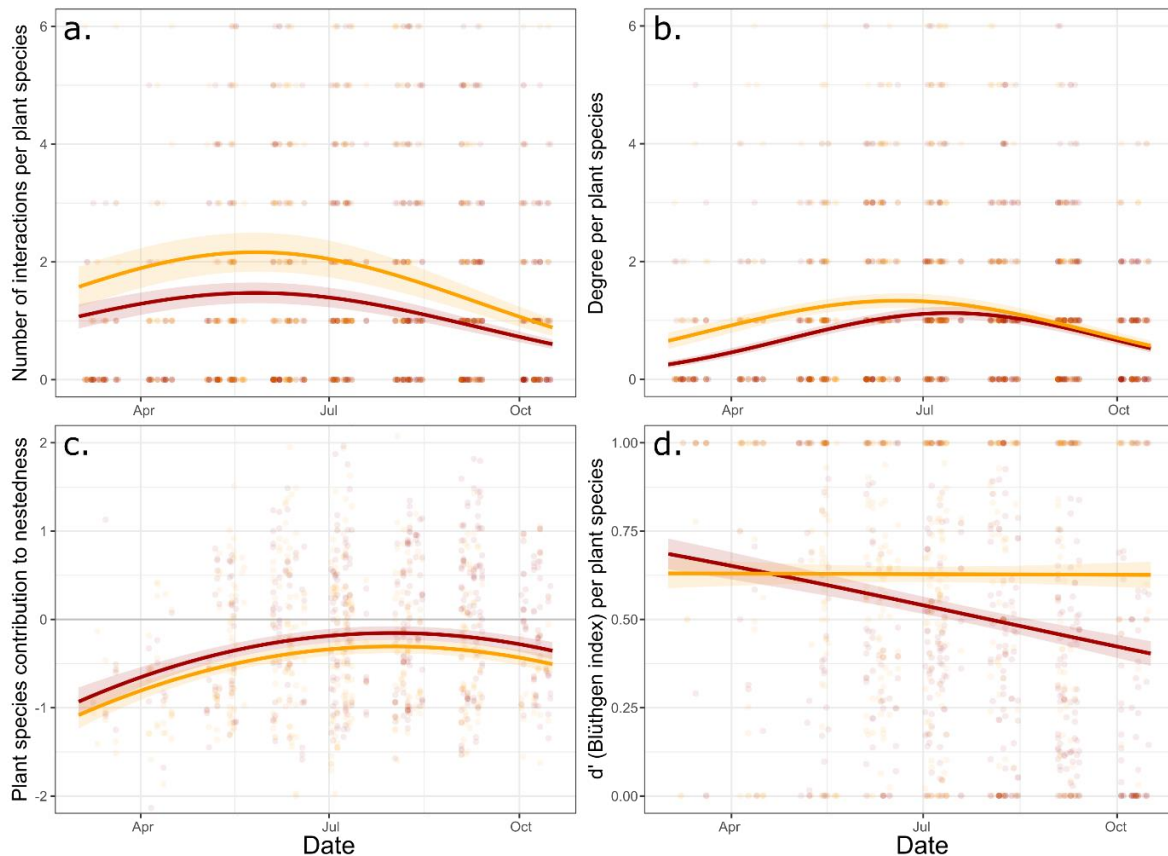 a.
Number of interactions per plant species
6
4
2
0
Apr
Jul
Oct
b.
Degree per plant species
6
4
2
0
Apr
Jul
Oct
c.
Plant species contribution to nestedness
2
1
0
-1
-2
Apr
Jul
Oct
Date
d.
d' (Blüthgen index) per plant species
1.00
0.75
0.50
0.25
0.00
Apr
Jul
Oct
Date